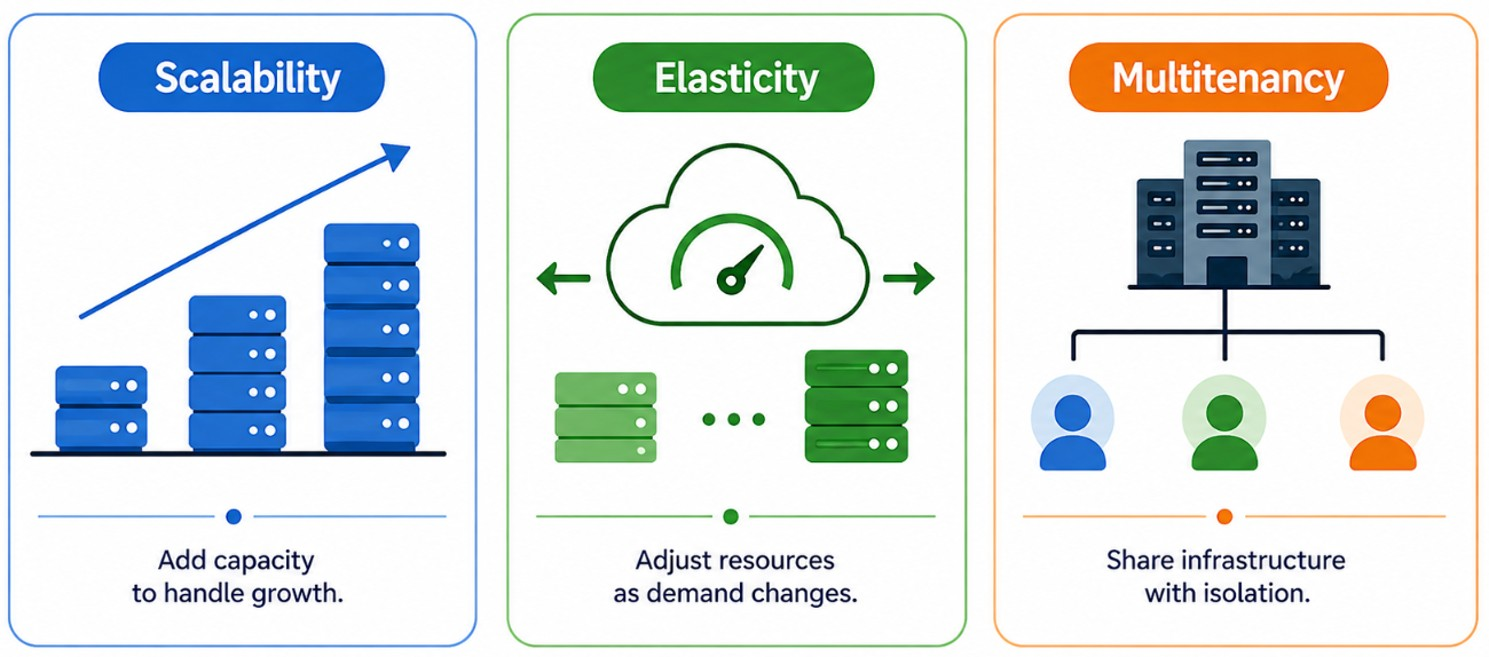 Scalability
Add capacity
to handle growth.
Elasticity
Adjust resources
as demand changes.
Multitenancy
Share infrastructure
with isolation.